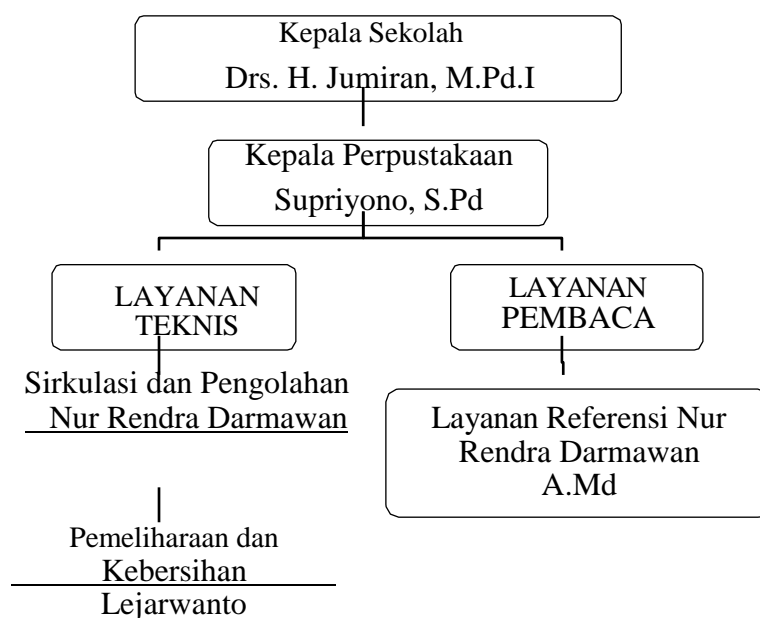 Kepala Sekolah
Drs. H. Jumiran, M.Pd.I
Kepala Perpustakaan
Supriyono, S.Pd
LAYANAN
TEKNIS
Sirkulasi dan Pengolahan
Nur Rendra Darmawan
Pemeliharaan dan
Kebersihan
Lejarwanto
LAYANAN
PEMBACA
Layanan Referensi Nur
Rendra Darmawan
A.Md